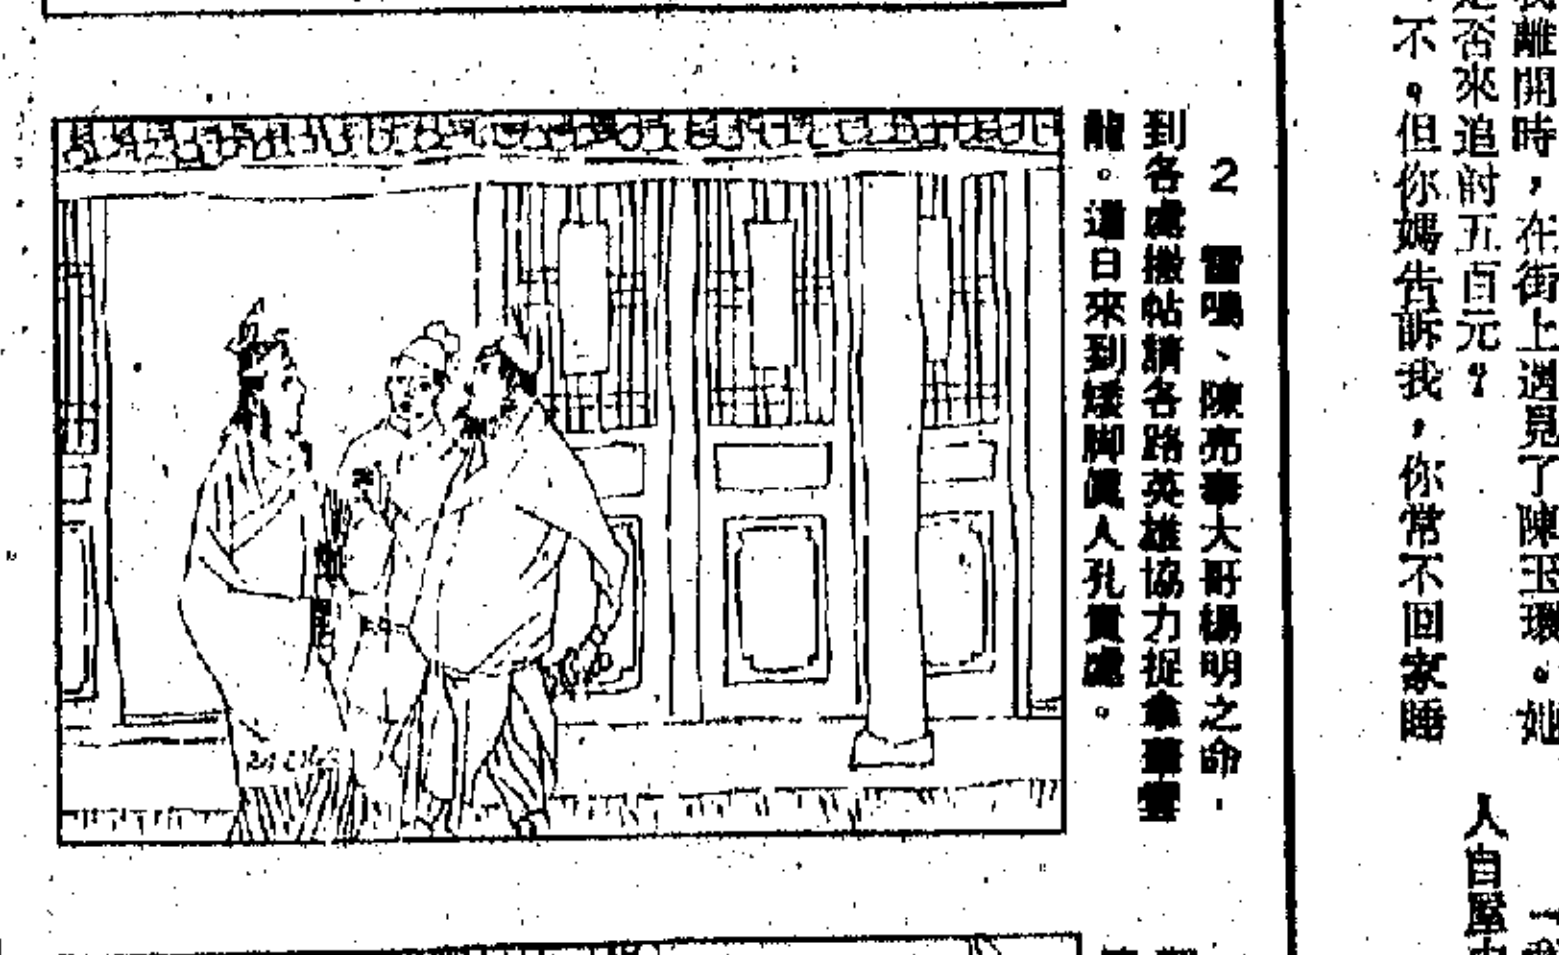 離開時，在街上遇見了陳玉環。她
是否來追討五百元？
不。但你媽告訴我，你常不回家睡
人自
2 雷鳴、陳亮奉大哥楊明之命，
到各處撒帖請各路英雄協力捉拿華雲
龍。這日來到矮脚眞人孔貴處。